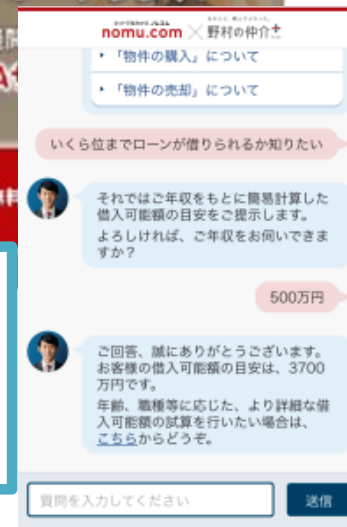 nomu.com × 野村の仲介+
・「物件の購入」について
・「物件の売却」について
いくら位までローンが借りられるか知りたい
それではご年収をもとに簡易計算した
借入可能額の目安をご提示します。
よろしければ、ご年収をお伺いできま
すか？
500万円
ご回答、誠にありがとうございます。
お客様の借入可能額の目安は、3700
万円です。
年齢、職種等に応じた、より詳細な借
入可能額の試算を行いたい場合は、
こちらからどうぞ。
質問を入力してください
送信